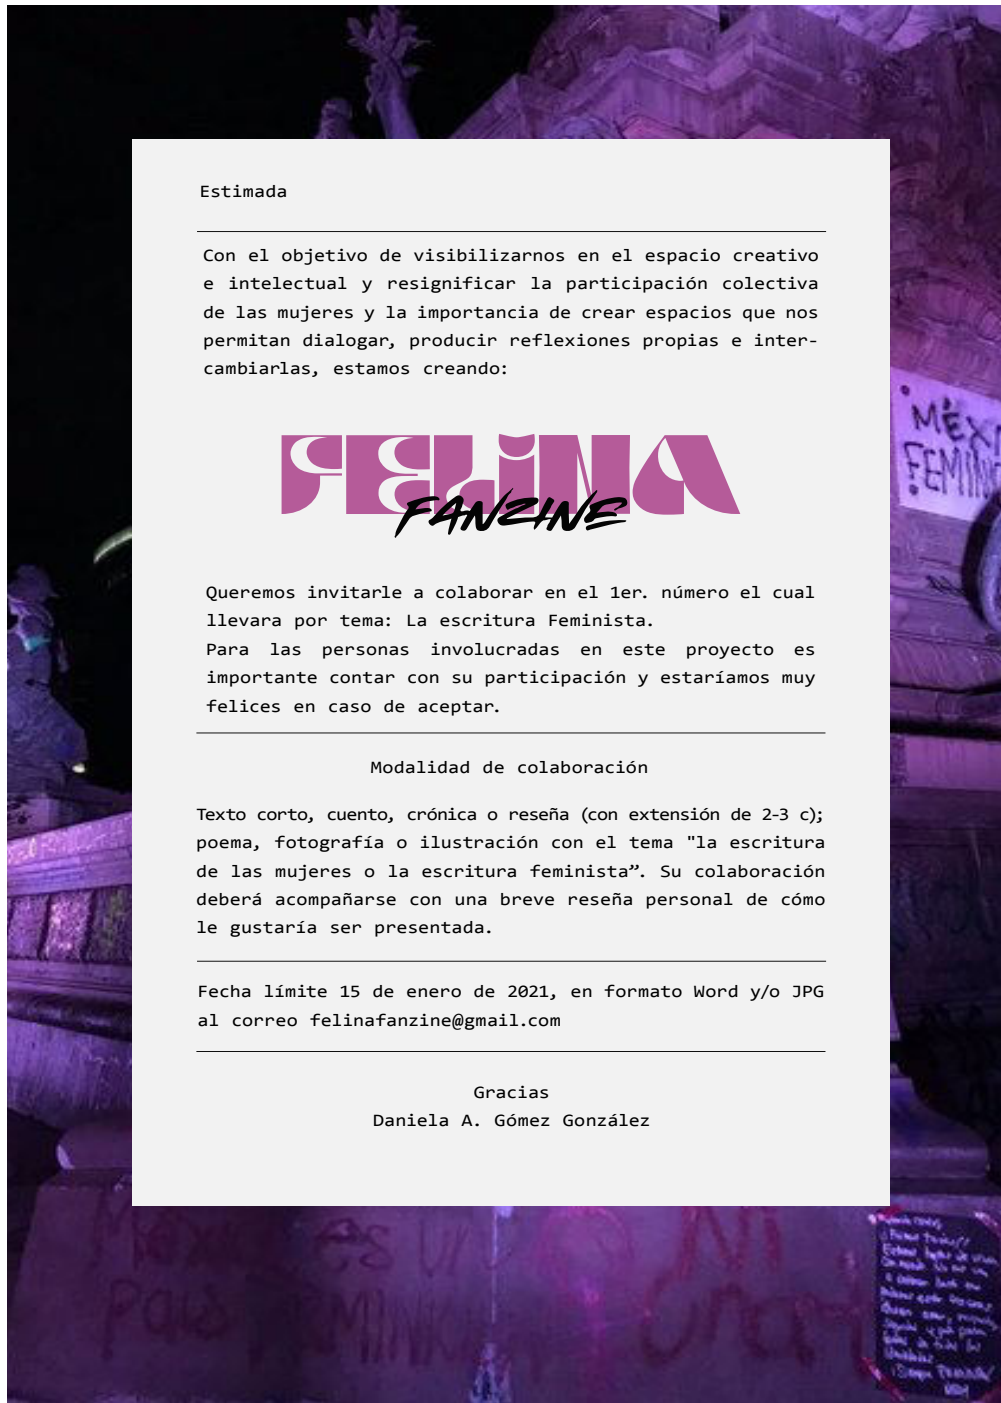 Estimada
Con el objetivo de visibilizarnos en el espacio creativo
e intelectual y resignificar la participación colectiva
de las mujeres y la importancia de crear espacios que nos
permitan dialogar, producir reflexiones propias e inter-
cambiarlas, estamos creando:
FELINA
FANZINE
Queremos invitarle a colaborar en el 1er. número el cual
llevara por tema: La escritura Feminista.
Para las personas involucradas en este proyecto es
importante contar con su participación y estaríamos muy
felices en caso de aceptar.
Modalidad de colaboración
Texto corto, cuento, crónica o reseña (con extensión de 2-3 c);
poema, fotografía o ilustración con el tema "la escritura
de las mujeres o la escritura feminista”. Su colaboración
deberá acompañarse con una breve reseña personal de cómo
le gustaría ser presentada.
Fecha límite 15 de enero de 2021, en formato Word y/o JPG
al correo felinafanzine@gmail.com
Gracias
Daniela A. Gómez González
MÉX
FEMIN
México es un
País FEMINI
Ni